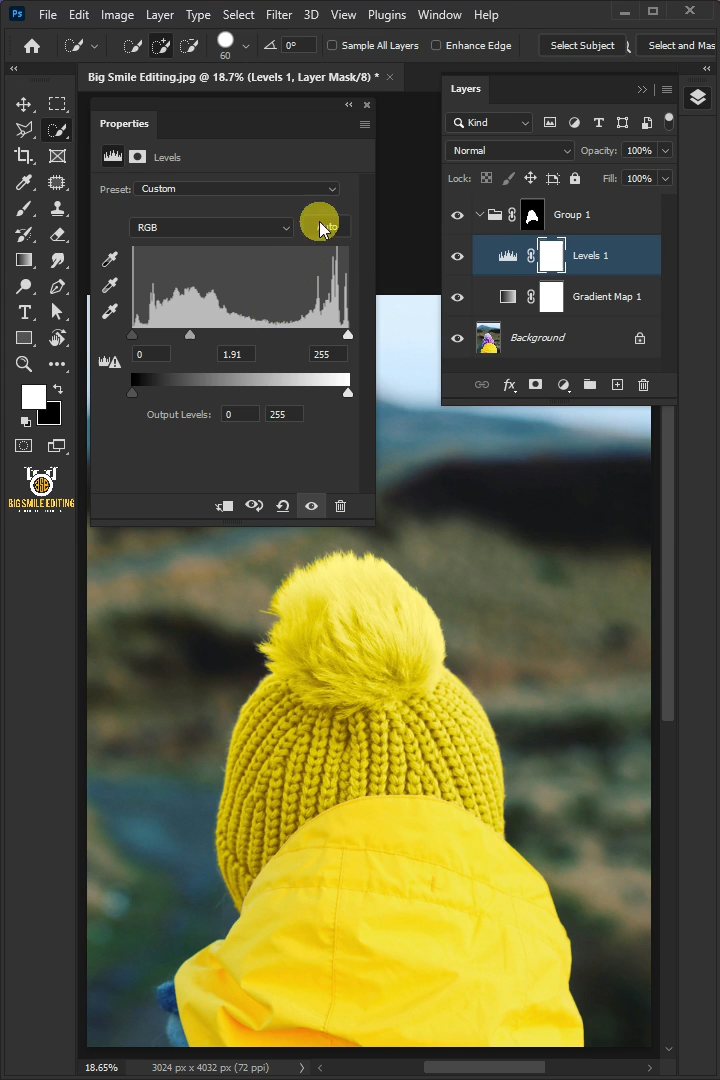 Ps File Edit Image Layer Type Select Filter 3D View Plugins Window Help
60
0°
Sample All Layers
Enhance Edge
Select Subject
Select and Mas
Big Smile Editing.jpg @ 18.7% (Levels 1, Layer Mask/8) *
Properties
Levels
Preset: Custom
RGB
0 1.91 255
Output Levels: 0 255
Layers
Kind
Normal
Opacity: 100%
Lock:
Fill: 100%
Group 1
Levels 1
Gradient Map 1
Background
fx
BIG SMILE EDITING
18.65% 3024 px x 4032 px (72 ppi)